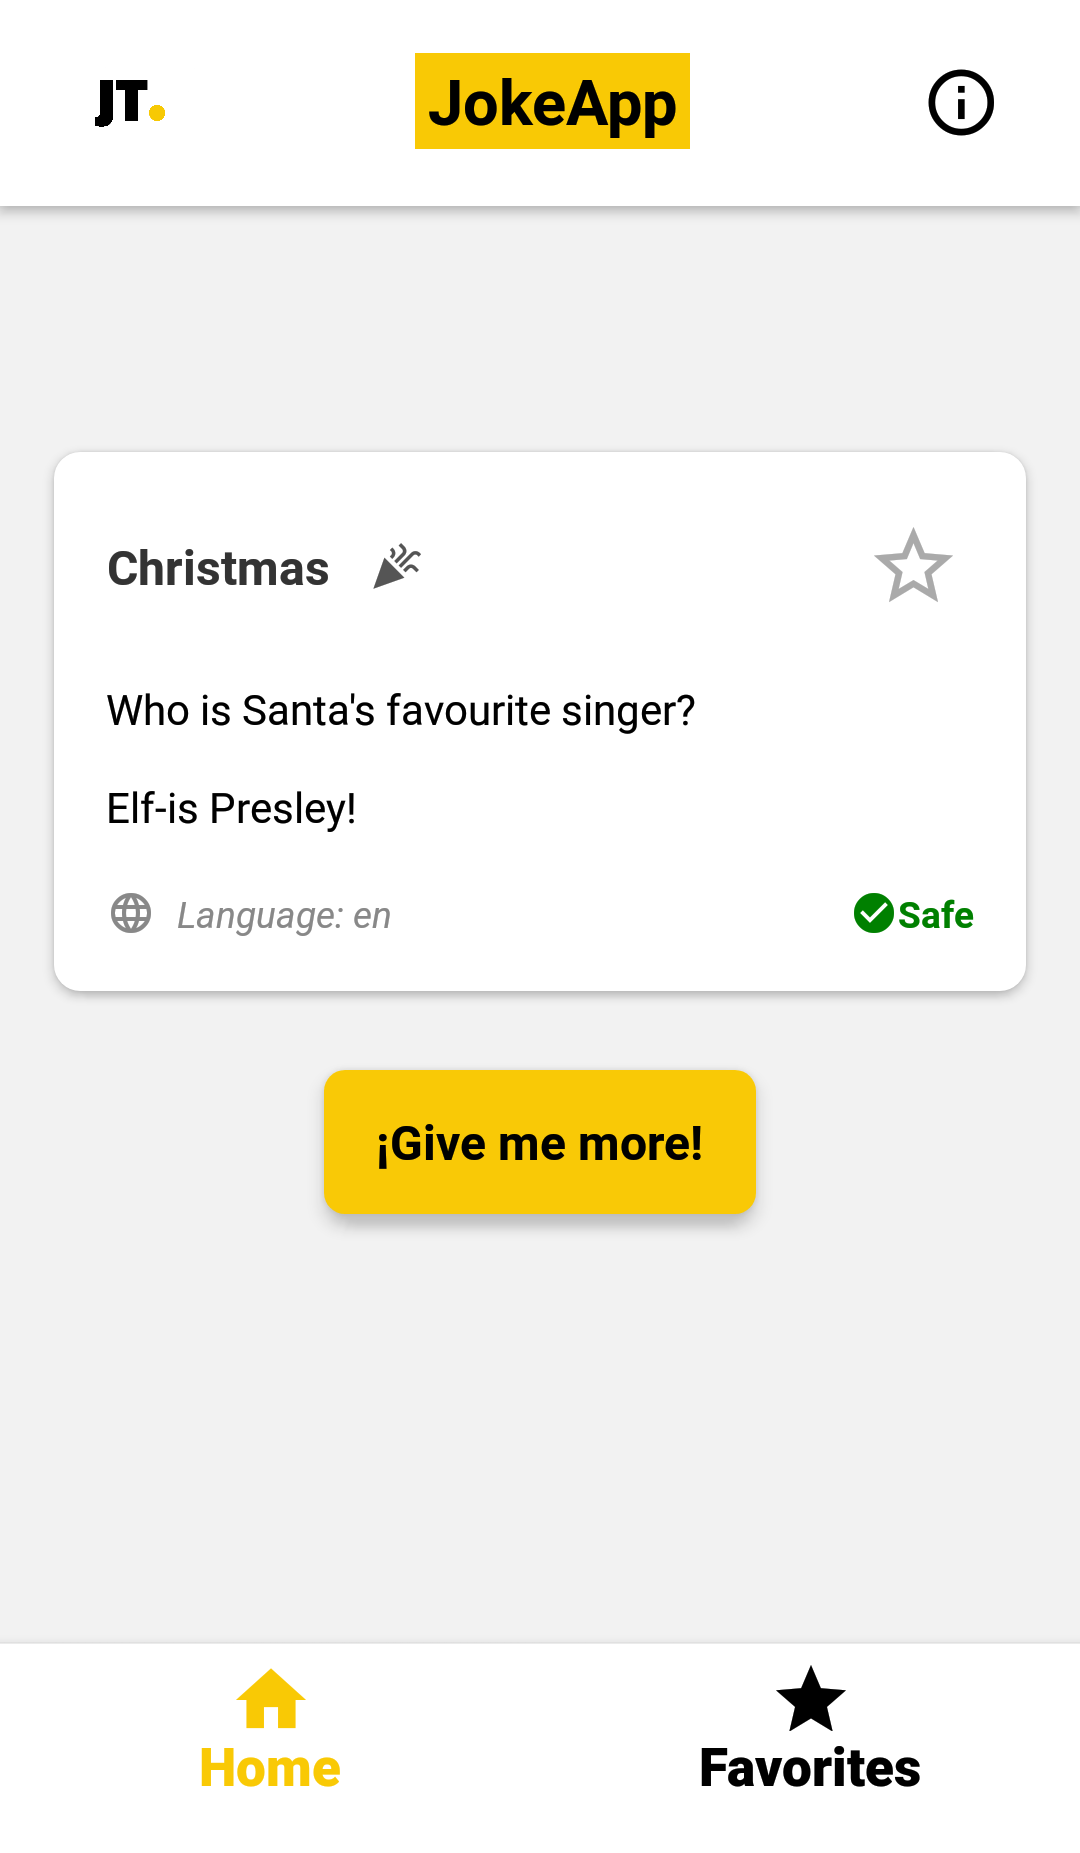 JT.
JokeApp
Christmas
Who is Santa's favourite singer?
Elf-is Presley!
Language: en
Safe
¡Give me more!
Home
Favorites